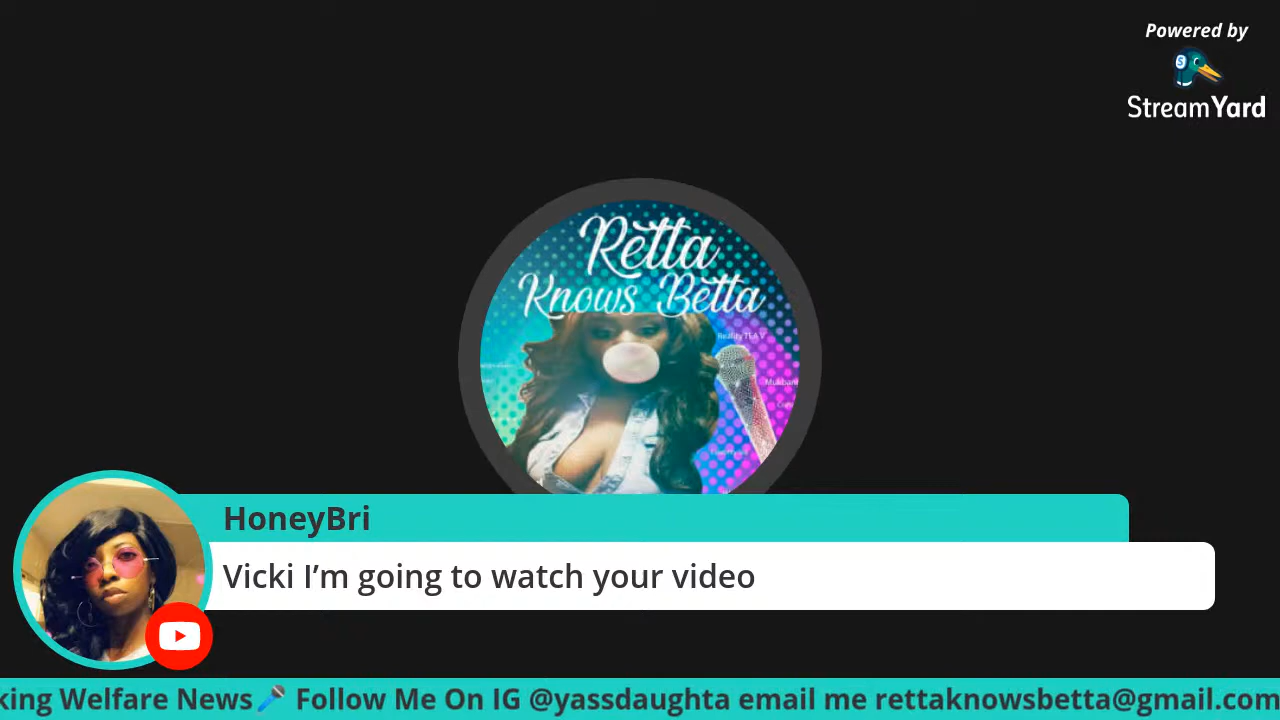 Powered by
S
StreamYard
Retta
Knows Betta
HoneyBri
Vicki I’m going to watch your video
king Welfare News🎤 Follow Me On IG @yassdaughta email me rettaknowsbetta@gmail.com